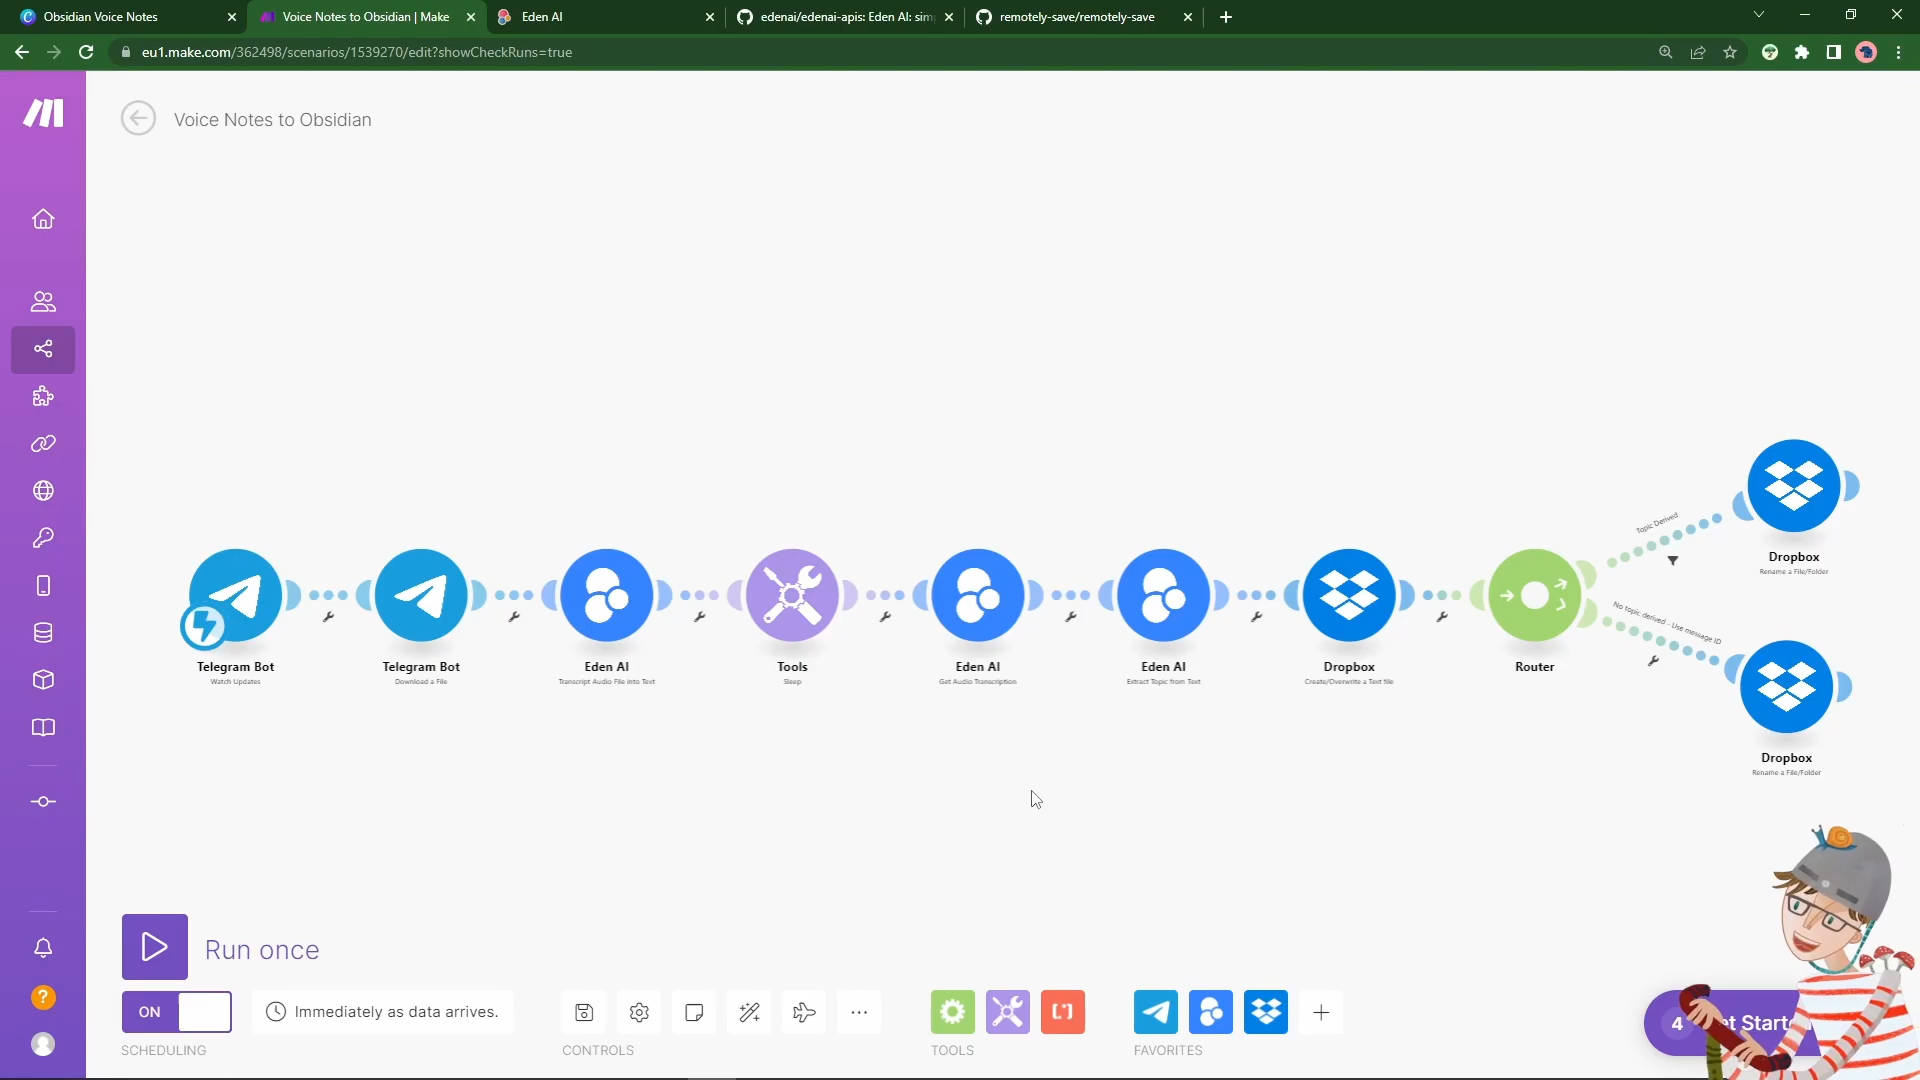 Obsidian Voice Notes
Voice Notes to Obsidian | Make
Eden AI
edenai/edenai-apis: Eden AI: sim
remotely-save/remotely-save
eu1.make.com/362498/scenarios/1539270/edit?showCheckRuns=true
Voice Notes to Obsidian
Topic Derived
Dropbox
Rename a File/Folder
No topic derived - Use message ID
Telegram Bot
Watch Updates
Telegram Bot
Download a File
Eden AI
Transcript Audio File into Text
Tools
Sleep
Eden AI
Get Audio Transcription
Eden AI
Extract Topic from Text
Dropbox
Create/Overwrite a Text file
Router
Dropbox
Rename a File/Folder
Run once
ON
Immediately as data arrives.
SCHEDULING
CONTROLS
TOOLS
FAVORITES
?
4
et Starte